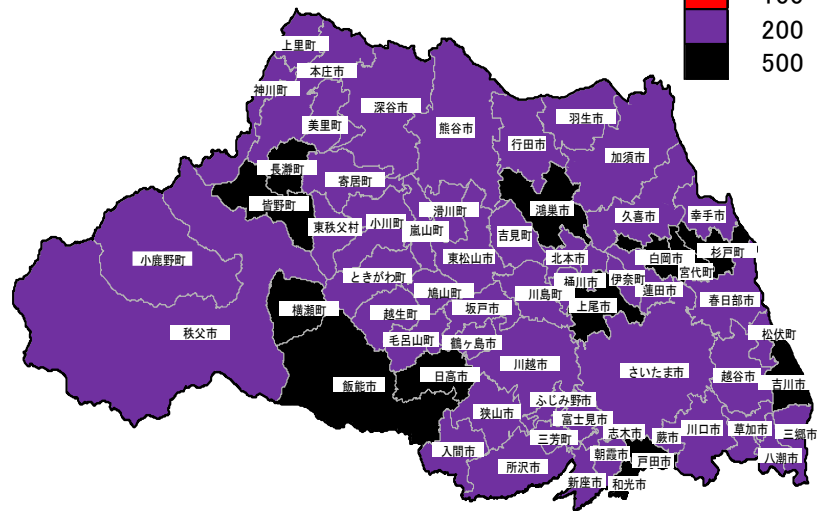 100
200
500
上里町
本庄市
神川町
深谷市
羽生市
美里町
熊谷市
行田市
加須市
長瀞町
寄居町
皆野町
滑川町
鴻巣市
久喜市
幸手市
東秩父村
小川町
嵐山町
吉見町
杉戸町
小鹿野町
東松山市
北本市
白岡市
宮代町
ときがわ町
桶川市
伊奈町
蓮田市
鳩山町
川島町
横瀬町
越生町
坂戸市
上尾市
春日部市
秩父市
毛呂山町
鶴ヶ島市
松伏町
川越市
さいたま市
日高市
越谷市
飯能市
吉川市
ふじみ野市
狭山市
富士見市
三芳町
志木市
蕨市
川口市
草加市
三郷市
入間市
所沢市
朝霞市
戸田市
八潮市
新座市
和光市